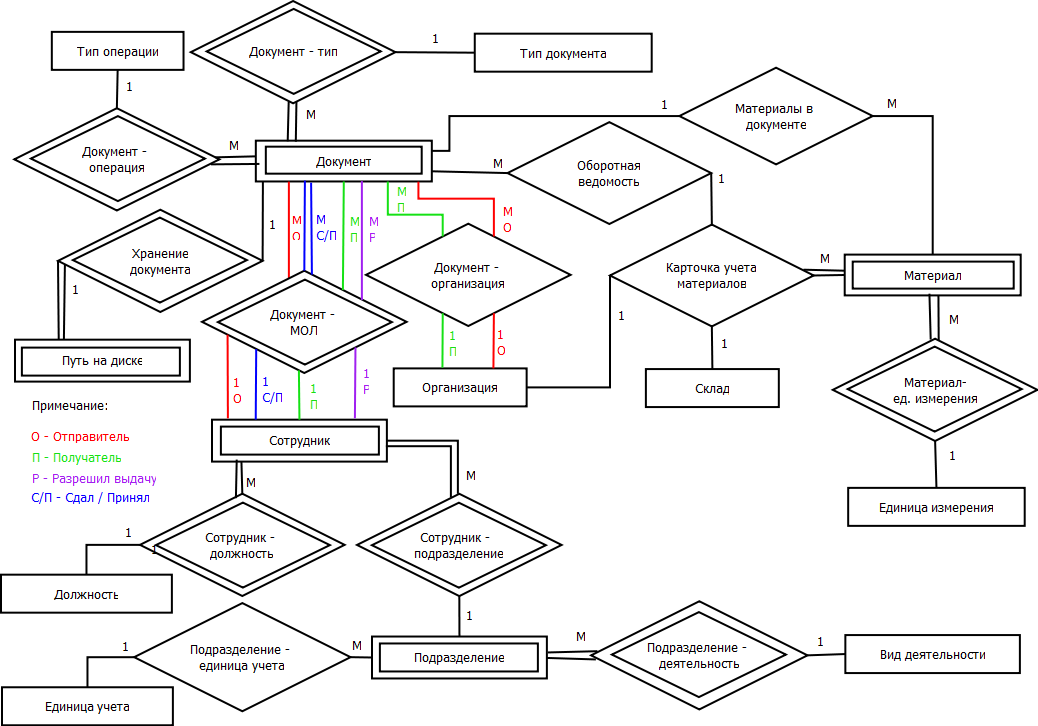 Тип операции
Документ - тип
1
Тип документа
1
M
Материалы в
документе
1
M
Документ -
операция
M
Документ
M
Оборотная
ведомость
1
M
О
M
С/П
M
П
M
Р
M
П
M
О
1
Хранение
документа
1
Документ -
организация
Карточка учета
материалов
M
Материал
Документ -
МОЛ
1
1
M
Путь на диске
1
О
1
С/П
1
П
1
Р
1
П
1
О
Организация
Склад
Материал-
ед. измерения
Примечание:
О - Отправитель
П - Получатель
Р - Разрешил выдачу
С/П - Сдал / Принял
Сотрудник
1
M
M
Единица измерения
1
1
Сотрудник -
должность
Сотрудник -
подразделение
Должность
1
1
Подразделение -
единица учета
M
Подразделение
M
Подразделение -
деятельность
1
Вид деятельности
Единица учета